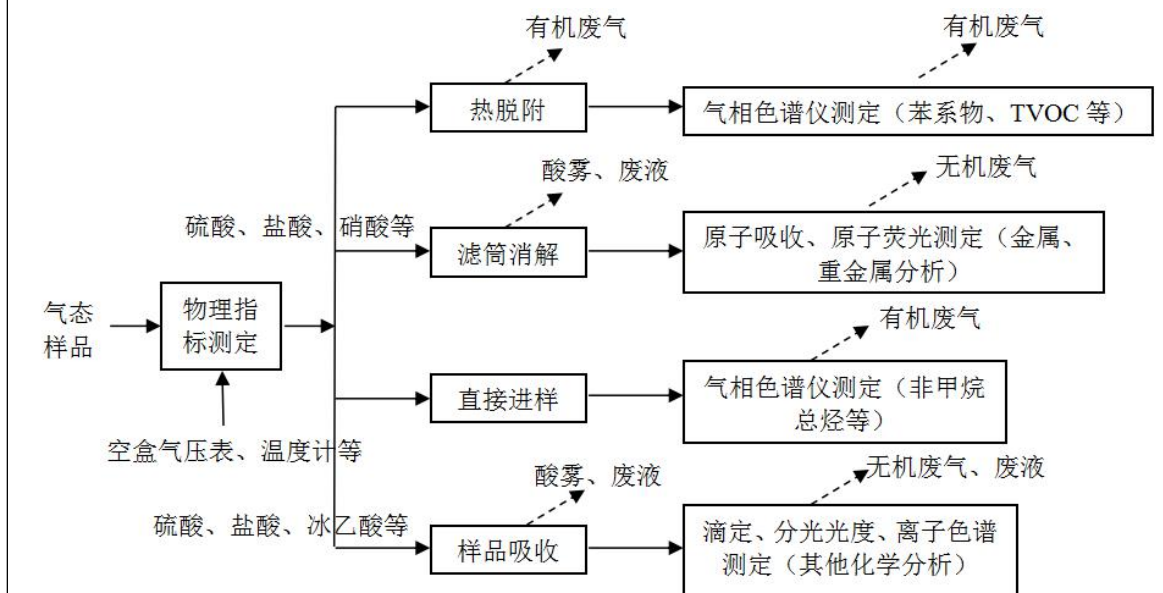 有机废气
有机废气
热脱附
气相色谱仪测定（苯系物、TVOC 等）
酸雾、废液
无机废气
硫酸、盐酸、硝酸等
滤筒消解
原子吸收、原子荧光测定（金属、
重金属分析）
气态
样品
物理指
标测定
有机废气
直接进样
气相色谱仪测定（非甲烷
总烃等）
空盒气压表、温度计等
酸雾、废液
无机废气、废液
硫酸、盐酸、冰乙酸等
样品吸收
滴定、分光光度、离子色谱
测定（其他化学分析）